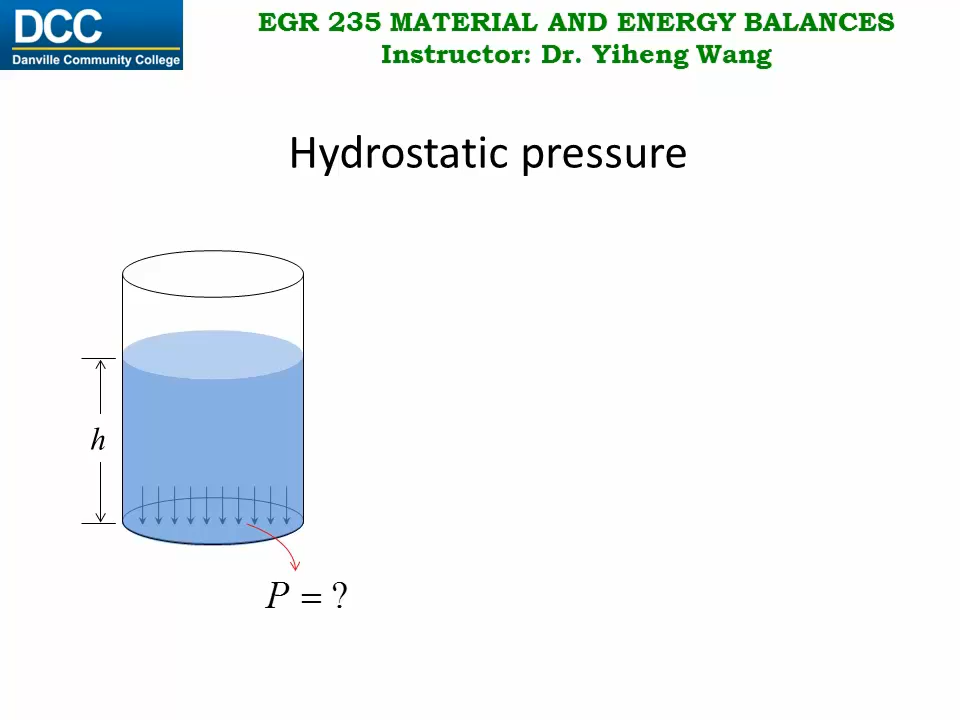 DCC
Danville Community College
EGR 235 MATERIAL AND ENERGY BALANCES
Instructor: Dr. Yiheng Wang
Hydrostatic pressure
h
P = ?